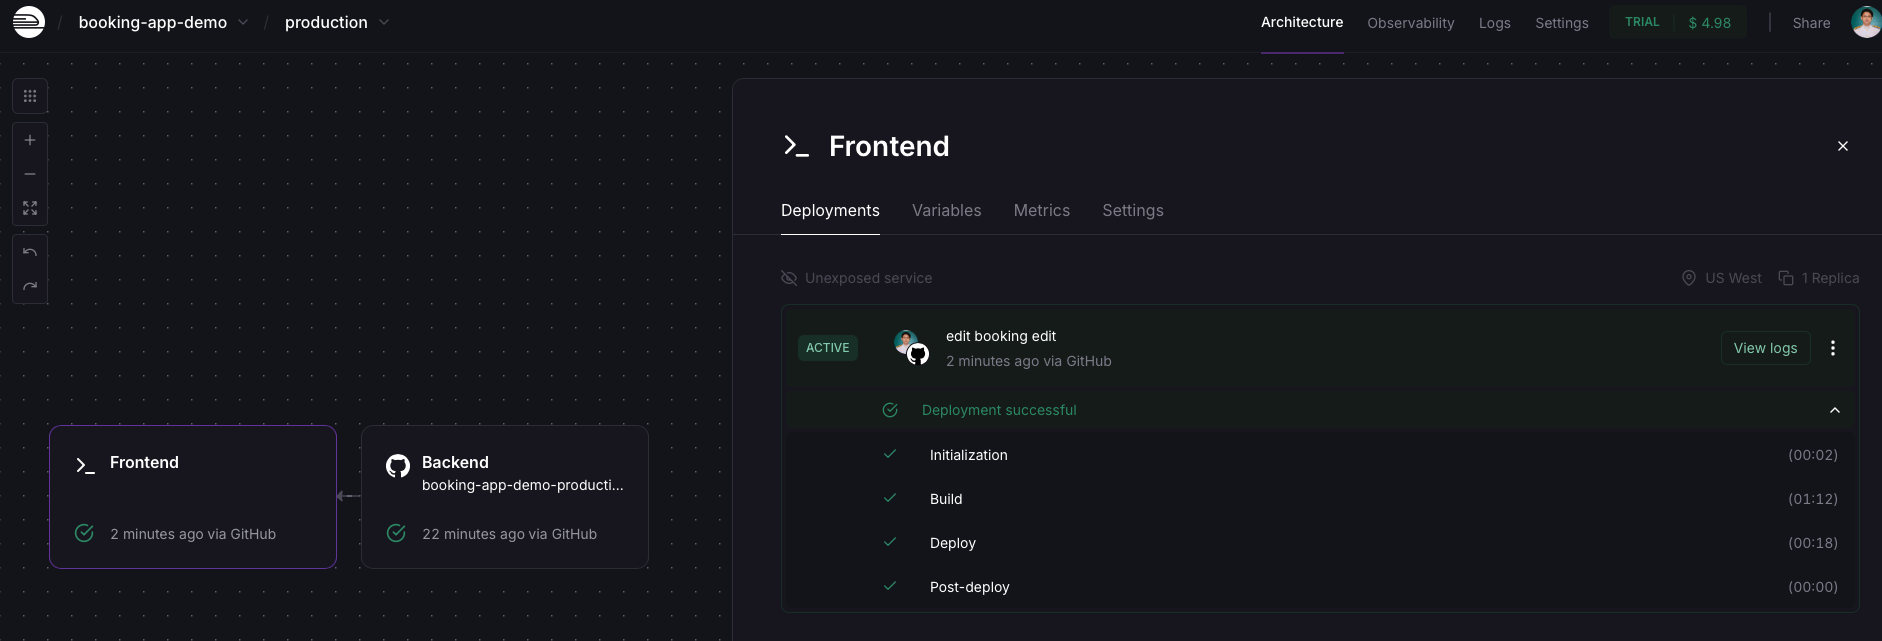 / booking-app-demo / production
Architecture Observability Logs Settings TRIAL $ 4.98 Share
Frontend
Deployments Variables Metrics Settings
Unexposed service US West 1 Replica
ACTIVE
edit booking edit
2 minutes ago via GitHub
View logs
Deployment successful
Initialization (00:02)
Build (01:12)
Deploy (00:18)
Post-deploy (00:00)
Frontend
2 minutes ago via GitHub
Backend
booking-app-demo-producti...
22 minutes ago via GitHub